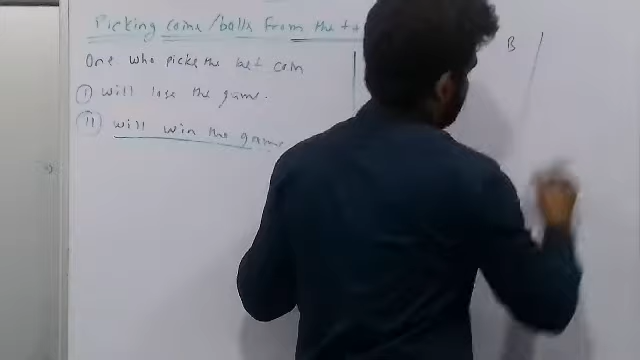 Picking coins/balls From the
One who picks the last coin
(i) will lose the game.
(ii) will win the game
B